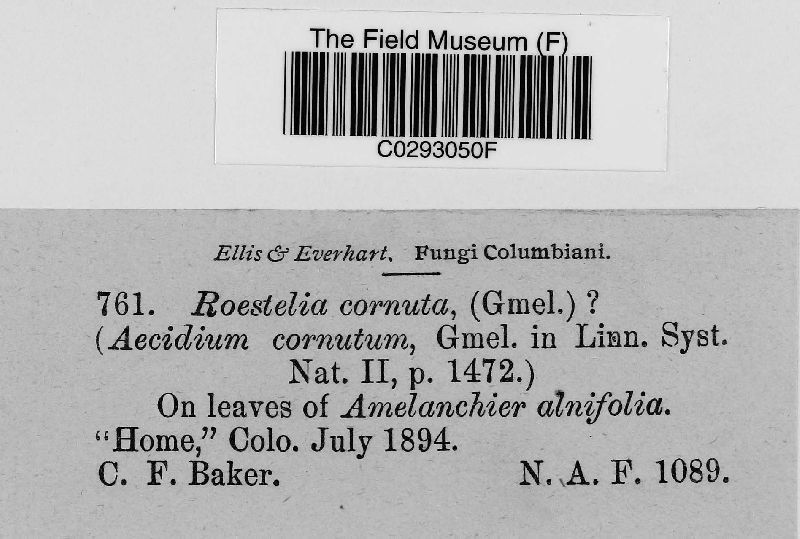 The Field Museum (F)
C0293050F
Ellis & Everhart, Fungi Columbiani.
761. Roestelia cornuta, (Gmel.) ?
(Aecidium cornutum, Gmel. in Linn. Syst.
Nat. II, p. 1472.)
On leaves of Amelanchier alnifolia.
"Home," Colo. July 1894.
C. F. Baker. N. A. F. 1089.